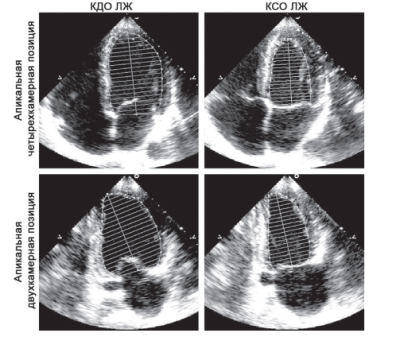 КДО ЛЖ
КСО ЛЖ
Апикальная
четырехкамерная позиция
Апикальная
двухкамерная позиция